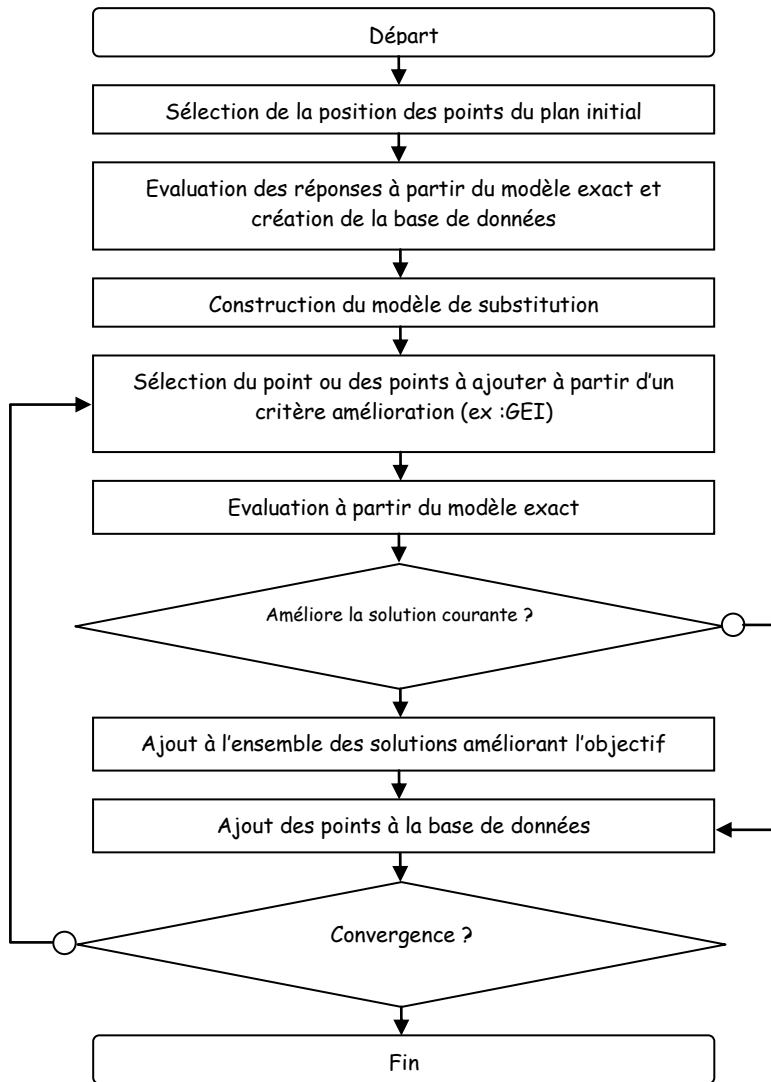 Départ
Sélection de la position des points du plan initial
Evaluation des réponses à partir du modèle exact et
création de la base de données
Construction du modèle de substitution
Sélection du point ou des points à ajouter à partir d'un
critère amélioration (ex :GEI)
Evaluation à partir du modèle exact
Améliore la solution courante ?
Ajout à l'ensemble des solutions améliorant l'objectif
Ajout des points à la base de données
Convergence ?
Fin